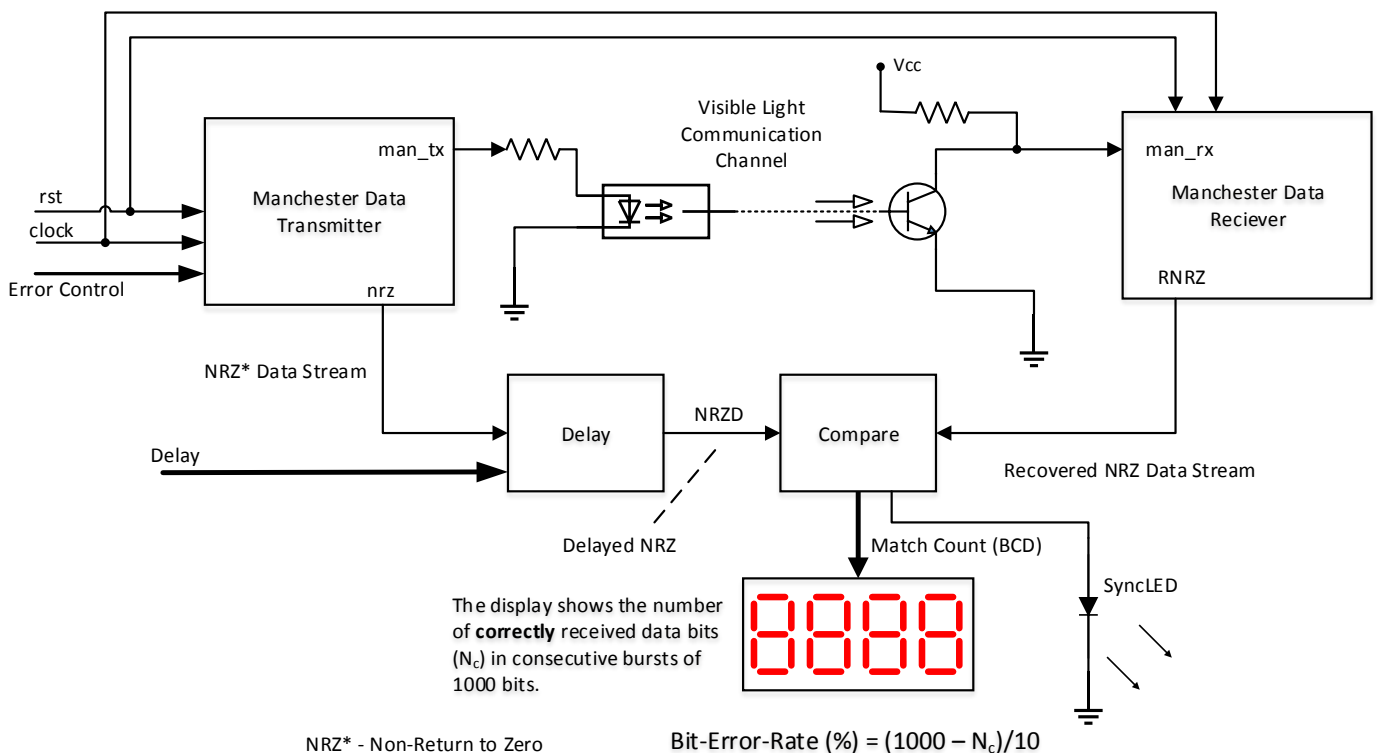 Vcc
Visible Light
Communication
Channel
man_tx
man_rx
Manchester Data
Transmitter
Manchester Data
Reciever
rst
clock
Error Control
nrz
RNRZ
NRZ* Data Stream
NRZD
Delay
Compare
Delay
Recovered NRZ Data Stream
Delayed NRZ
Match Count (BCD)
SyncLED
The display shows the number
of correctly received data bits
(Nc) in consecutive bursts of
1000 bits.
8888
NRZ* - Non-Return to Zero
Bit-Error-Rate (%) = (1000 – Nc)/10